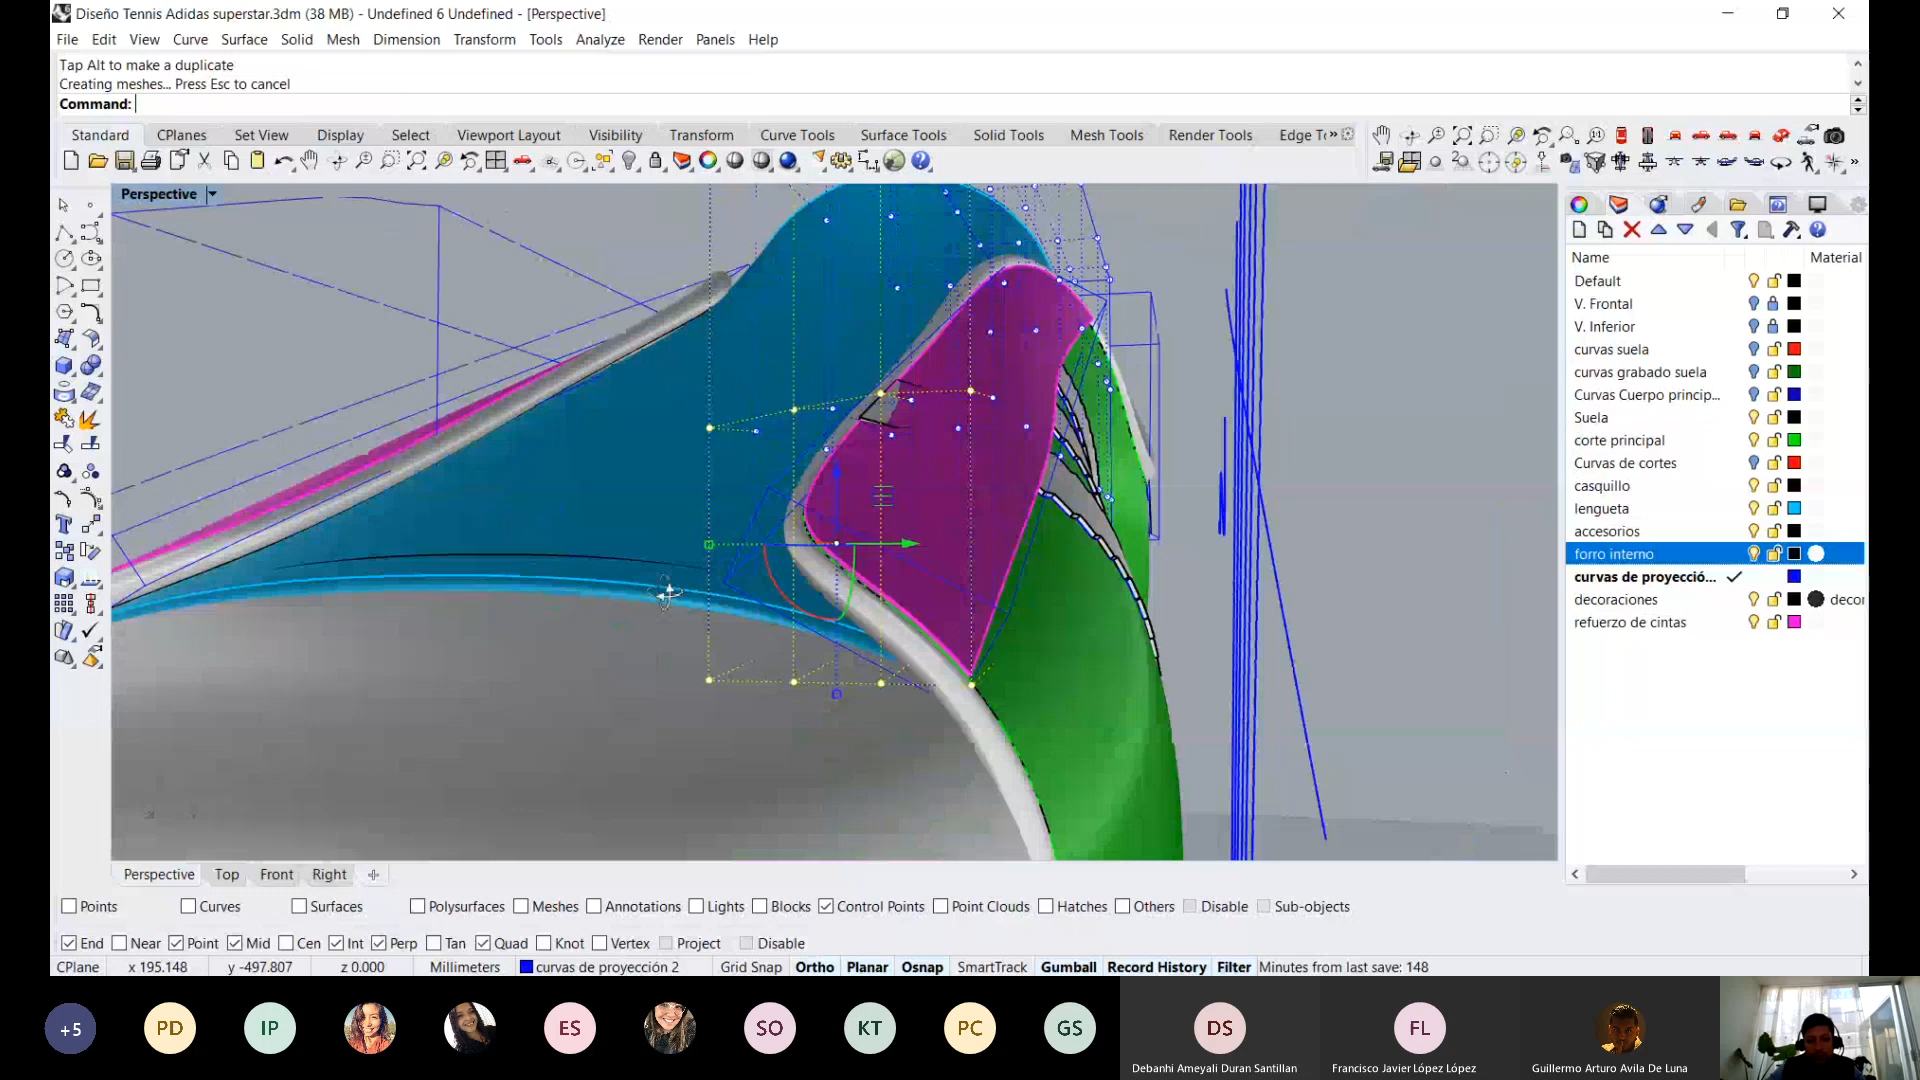 Diseño Tennis Adidas superstar.3dm (38 MB) - Undefined 6 Undefined - [Perspective]
File Edit View Curve Surface Solid Mesh Dimension Transform Tools Analyze Render Panels Help
Tap Alt to make a duplicate
Creating meshes... Press Esc to cancel
Command:
Standard CPlanes Set View Display Select Viewport Layout Visibility Transform Curve Tools Surface Tools Solid Tools Mesh Tools Render Tools Edge To »
Perspective
Name Material
Default
V. Frontal
V. Inferior
curvas suela
curvas grabado suela
Curvas Cuerpo princip...
Suela
corte principal
Curvas de cortes
casquillo
lengueta
accesorios
forro interno
curvas de proyecció...
decoraciones decor
refuerzo de cintas
Perspective Top Front Right
Points Curves Surfaces Polysurfaces Meshes Annotations Lights Blocks Control Points Point Clouds Hatches Others Disable Sub-objects
End Near Point Mid Cen Int Perp Tan Quad Knot Vertex Project Disable
CPlane x 195.148 y -497.807 z 0.000 Millimeters curvas de proyección 2 Grid Snap Ortho Planar Osnap SmartTrack Gumball Record History Filter Minutes from last save: 148
+5 PD IP ES SO KT PC GS DS FL
Debanhi Ameyali Duran Santillan Francisco Javier López López Guillermo Arturo Avila De Luna